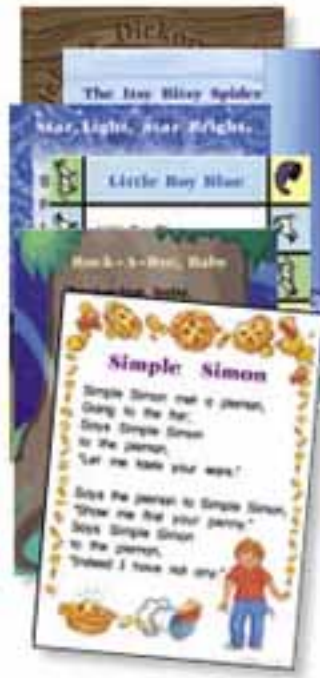 Dickory
The Itsy Bitsy Spider
Star Light, Star Bright,
Little Boy Blue
Rock-A-Bye, Baby
Simple Simon
Simple Simon met a pieman,
Going to the fair;
Says Simple Simon
to the pieman,
"Let me taste your ware."
Says the pieman to Simple Simon,
"Show me first your penny."
Says Simple Simon
to the pieman,
"Indeed I have not any."